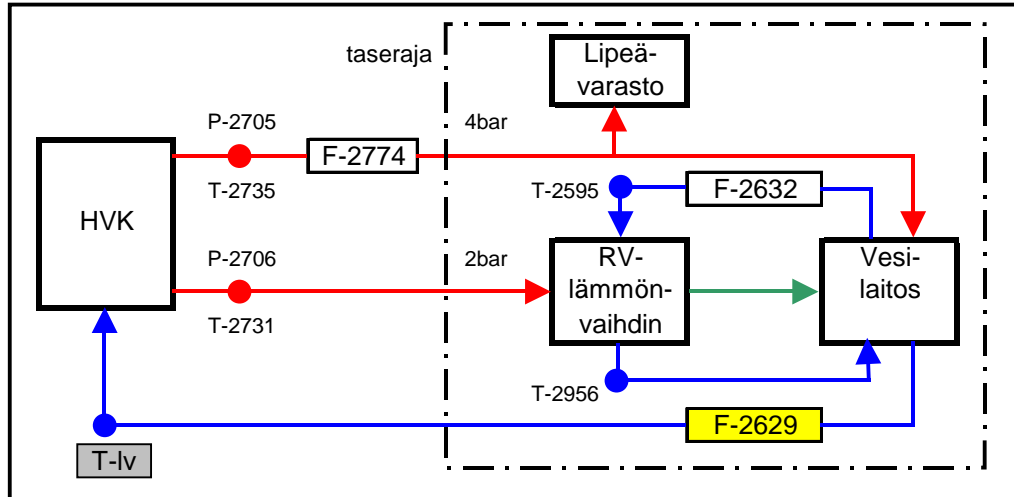 taseraja
Lipeä-
varasto
P-2705
4bar
F-2774
T-2735
T-2595
F-2632
HVK
P-2706
2bar
RV-
lämmön-
vaihdin
Vesi-
laitos
T-2731
T-2956
F-2629
T-lv